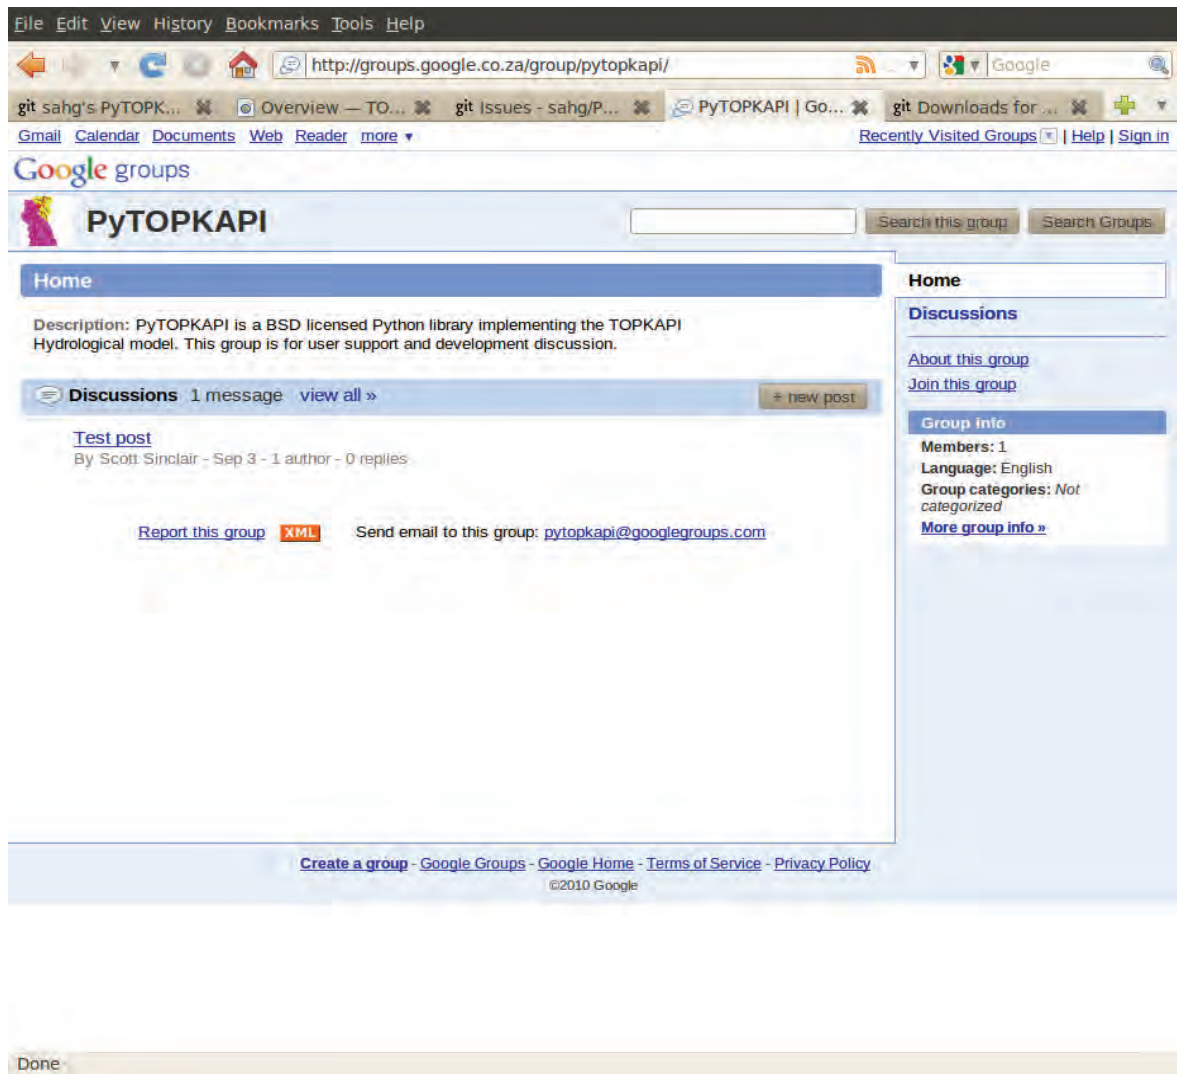 File Edit View History Bookmarks Tools Help
http://groups.google.co.za/group/pytopkapi/
Google
git sahg's PyTOPK...
Overview — TO...
git Issues - sahg/P...
PyTOPKAPI | Go...
git Downloads for ...
Gmail Calendar Documents Web Reader more
Recently Visited Groups | Help | Sign in
Google groups
PyTOPKAPI
Search this group
Search Groups
Home
Description: PyTOPKAPI is a BSD licensed Python library implementing the TOPKAPI
Hydrological model. This group is for user support and development discussion.
Discussions 1 message view all »
+ new post
Test post
By Scott Sinclair - Sep 3 - 1 author - 0 replies
Report this group XML Send email to this group: pytopkapi@googlegroups.com
Home
Discussions
About this group
Join this group
Group info
Members: 1
Language: English
Group categories: Not
categorized
More group info »
Create a group - Google Groups - Google Home - Terms of Service - Privacy Policy
©2010 Google
Done